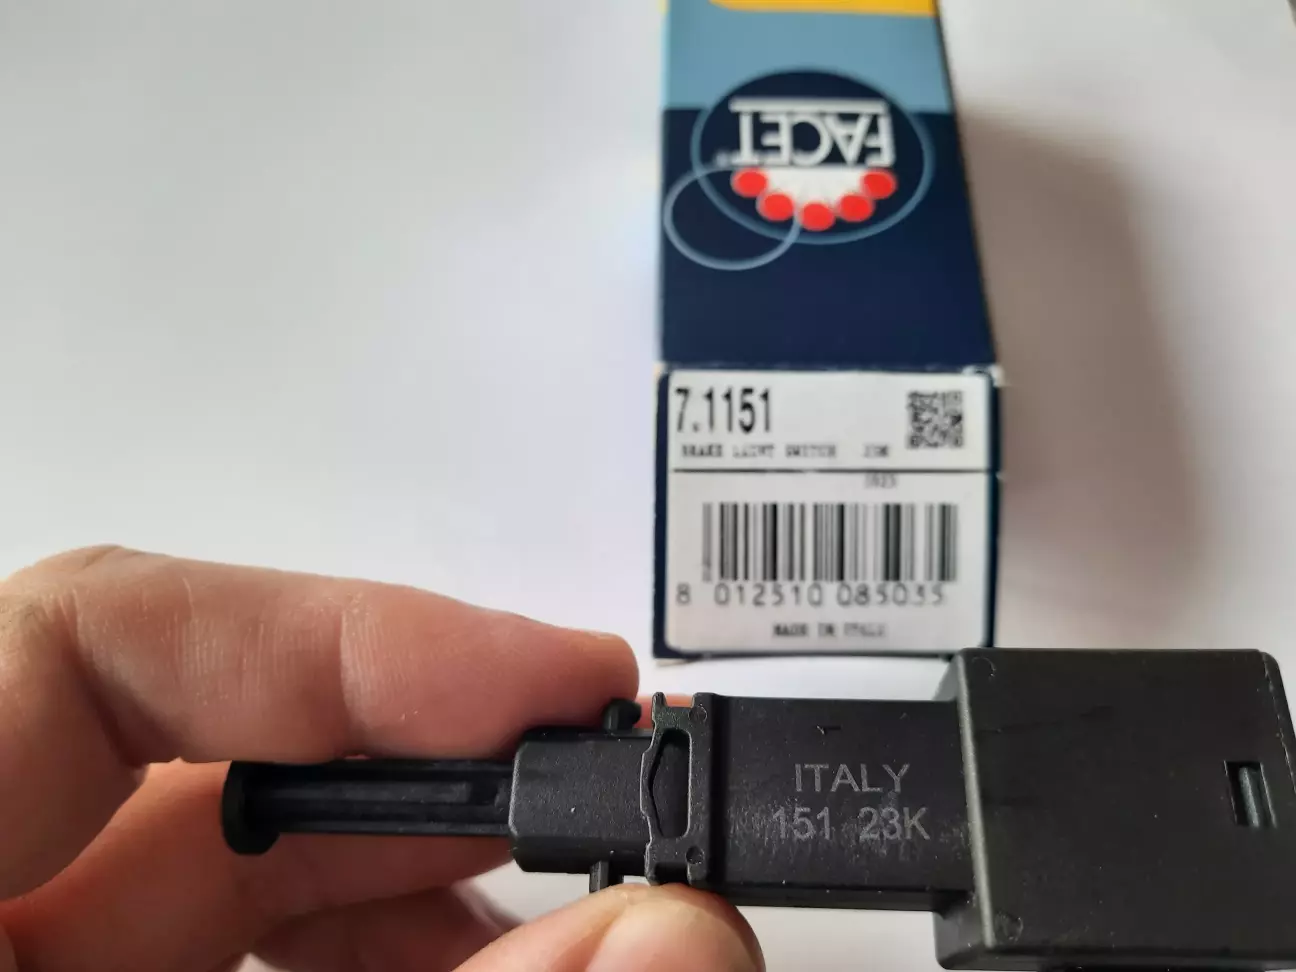 FACET
7.1151
BRAKE LIGHT SWITCH
8 012510 085035
MADE IN ITALY
ITALY
151 23K